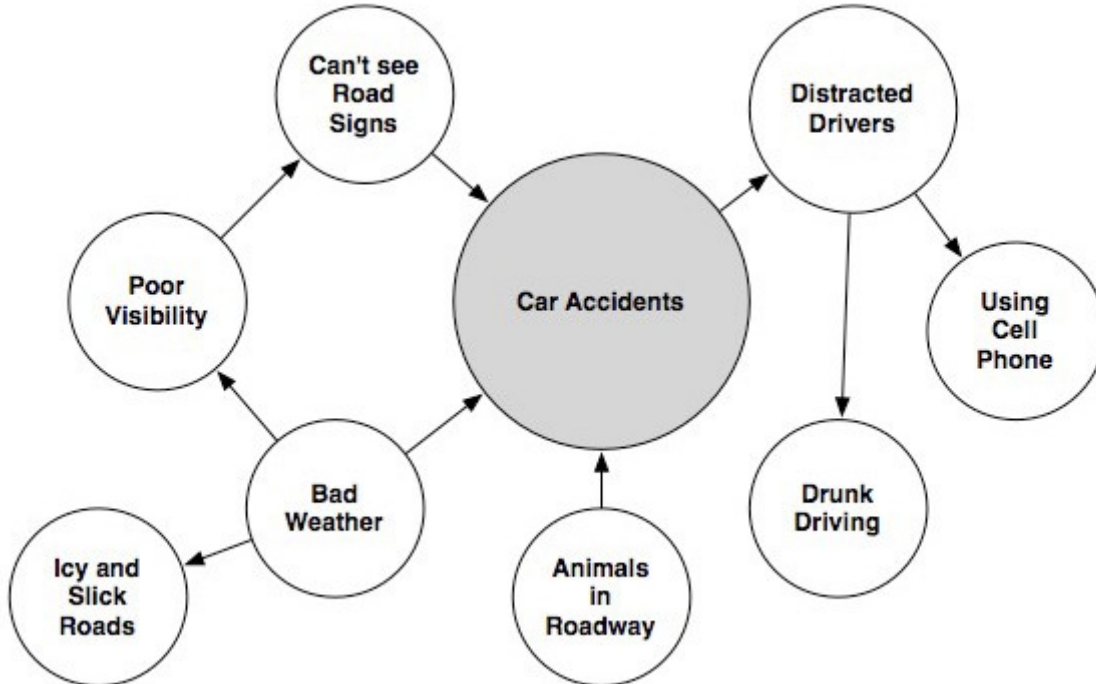 Can't see
Road
Signs
Distracted
Drivers
Poor
Visibility
Car Accidents
Using
Cell
Phone
Bad
Weather
Drunk
Driving
Icy and
Slick
Roads
Animals
in
Roadway